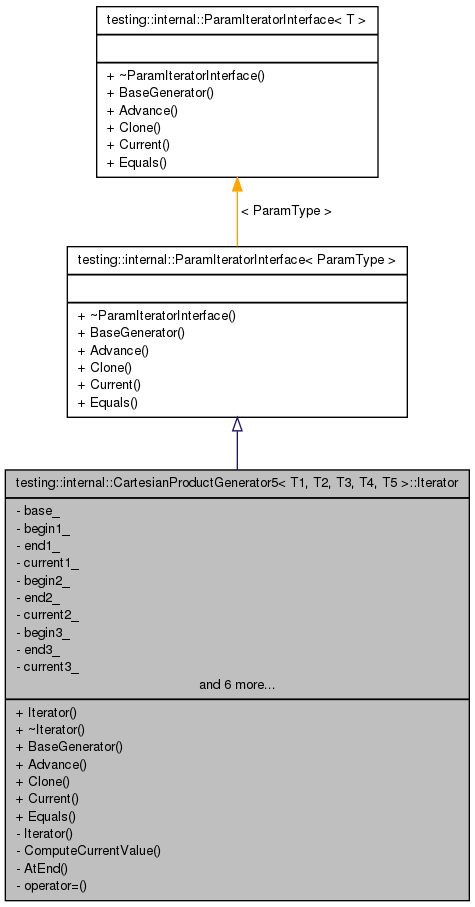 testing::internal::ParamIteratorInterface< T >
+ ~ParamIteratorInterface()
+ BaseGenerator()
+ Advance()
+ Clone()
+ Current()
+ Equals()
< ParamType >
testing::internal::ParamIteratorInterface< ParamType >
+ ~ParamIteratorInterface()
+ BaseGenerator()
+ Advance()
+ Clone()
+ Current()
+ Equals()
testing::internal::CartesianProductGenerator5< T1, T2, T3, T4, T5 >::Iterator
- base_
- begin1_
- end1_
- current1_
- begin2_
- end2_
- current2_
- begin3_
- end3_
- current3_
and 6 more...
+ Iterator()
+ ~Iterator()
+ BaseGenerator()
+ Advance()
+ Clone()
+ Current()
+ Equals()
- Iterator()
- ComputeCurrentValue()
- AtEnd()
- operator=()